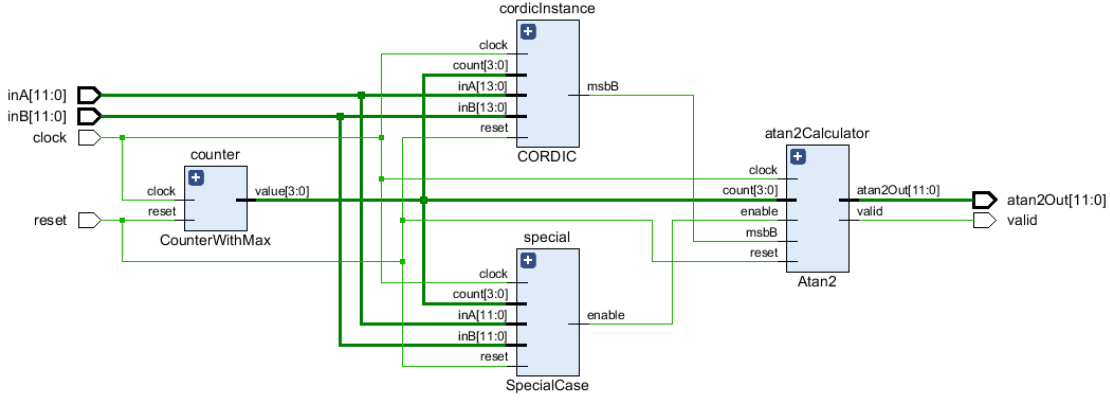 cordicInstance
clock
count[3:0]
inA[13:0]
inB[13:0]
reset
msbB
CORDIC
inA[11:0]
inB[11:0]
clock
reset
counter
clock
reset
value[3:0]
CounterWithMax
special
clock
count[3:0]
inA[11:0]
inB[11:0]
reset
enable
SpecialCase
atan2Calculator
clock
count[3:0]
enable
msbB
reset
atan2Out[11:0]
valid
Atan2
atan2Out[11:0]
valid